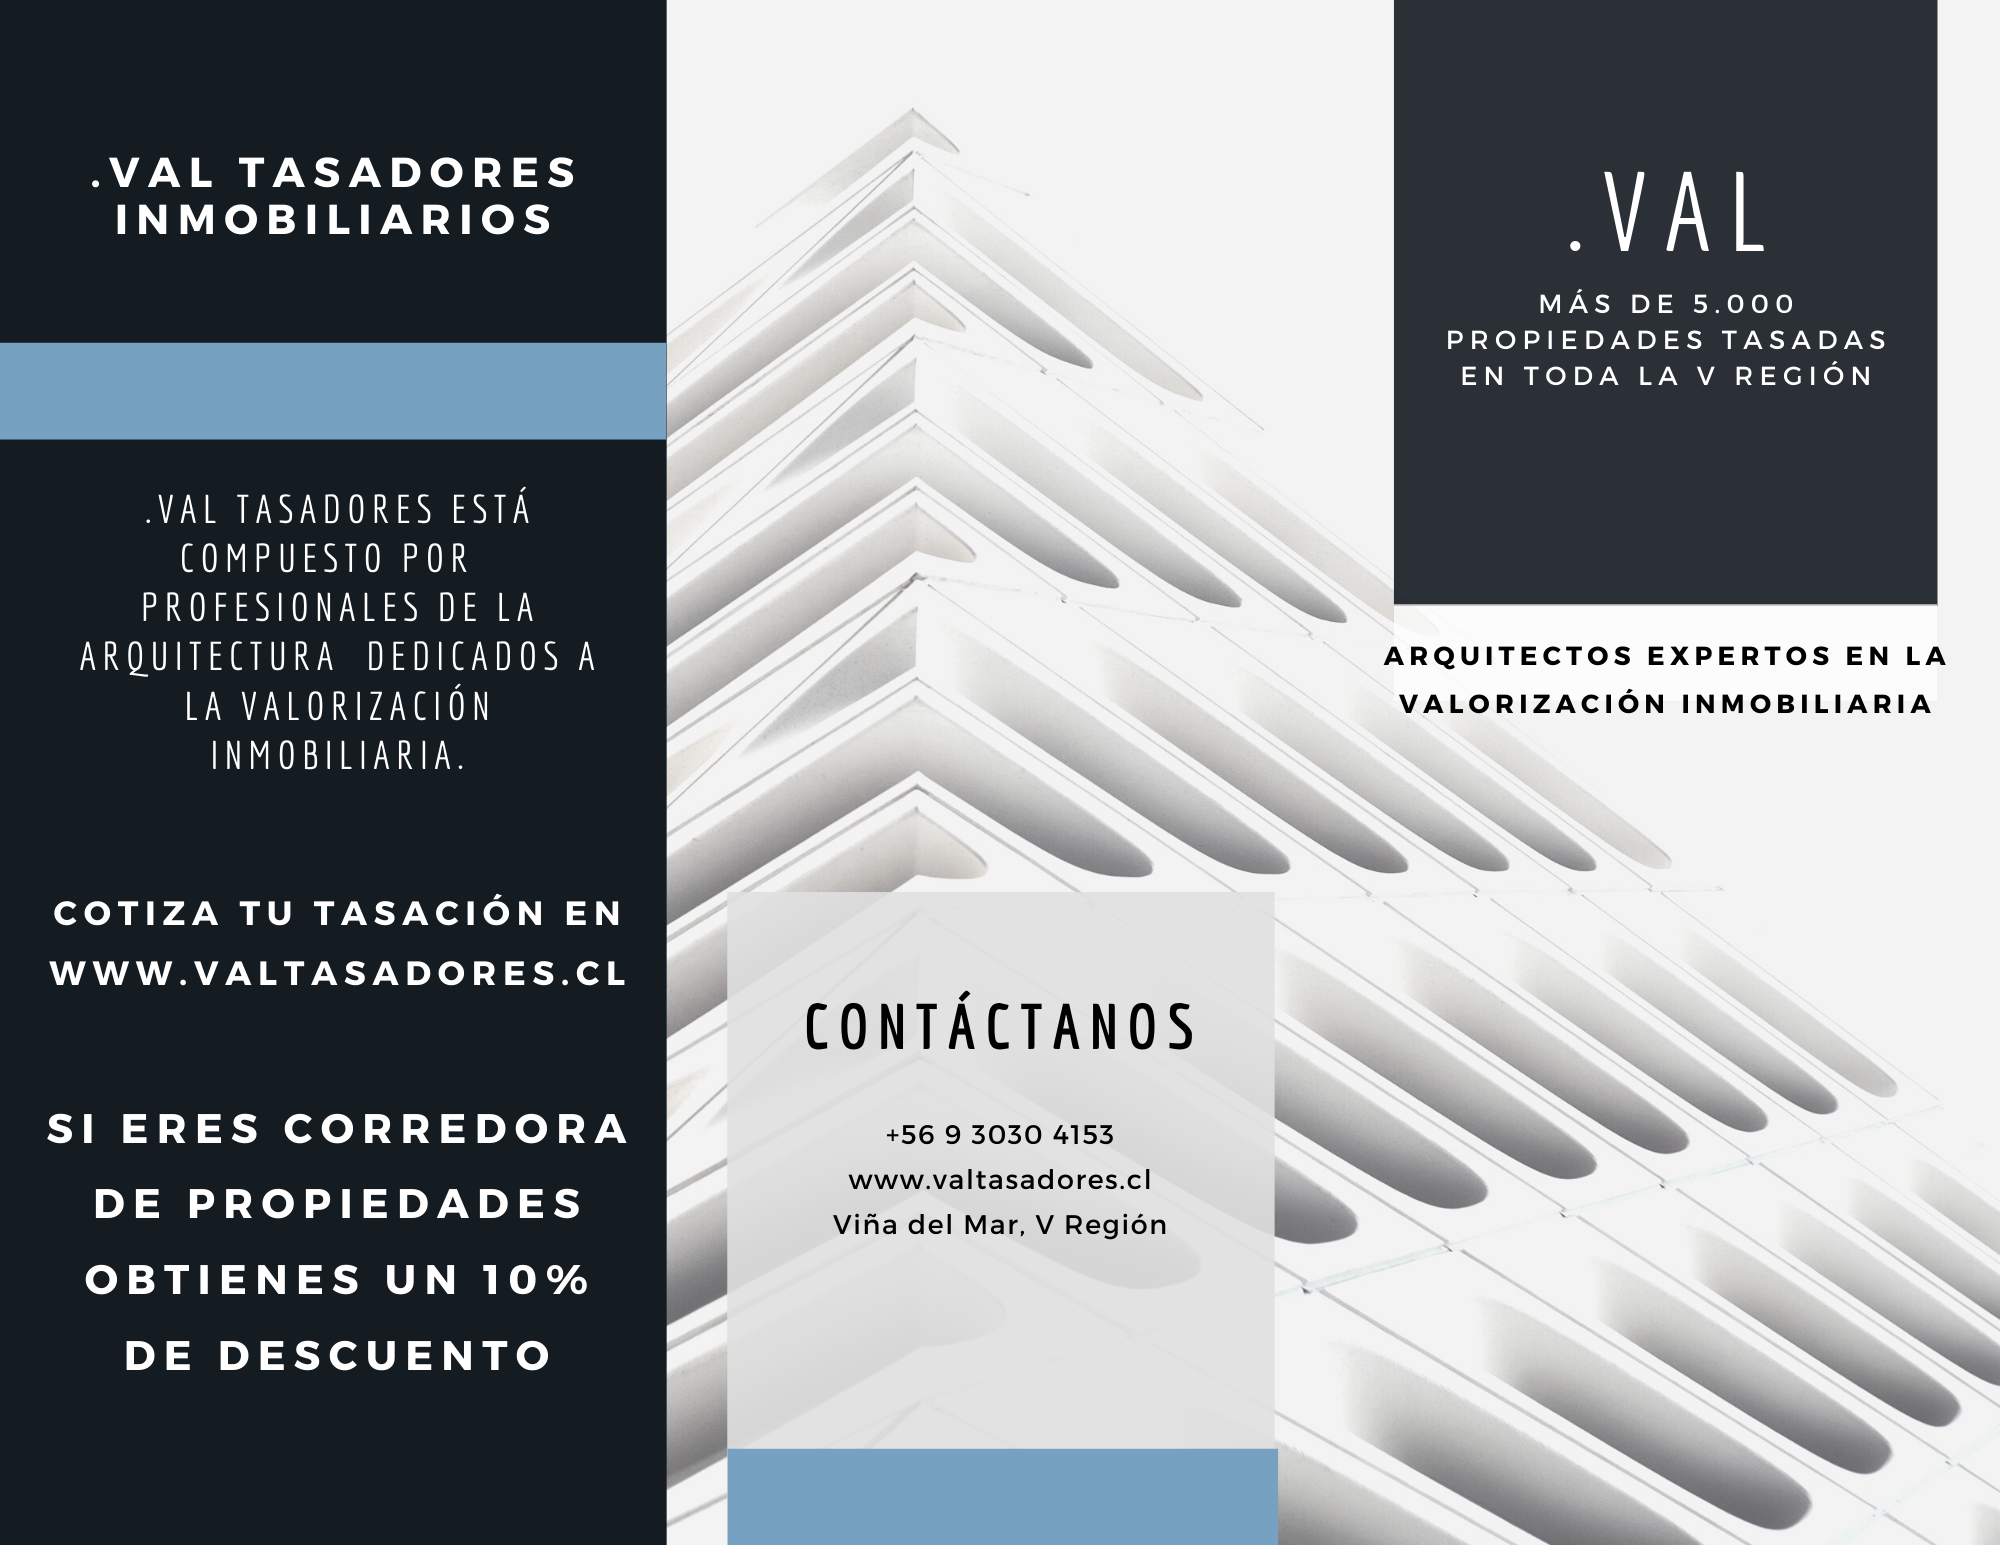 .VAL TASADORES
INMOBILIARIOS
.VAL TASADORES ESTÁ
COMPUESTO POR
PROFESIONALES DE LA
ARQUITECTURA  DEDICADOS A
LA VALORIZACIÓN
INMOBILIARIA.
COTIZA TU TASACIÓN EN
WWW.VALTASADORES.CL
SI ERES CORREDORA
DE PROPIEDADES
OBTIENES UN 10%
DE DESCUENTO
CONTÁCTANOS
+56 9 3030 4153
www.valtasadores.cl
Viña del Mar, V Región
.VAL
MÁS DE 5.000
PROPIEDADES TASADAS
EN TODA LA V REGIÓN
ARQUITECTOS EXPERTOS EN LA
VALORIZACIÓN INMOBILIARIA